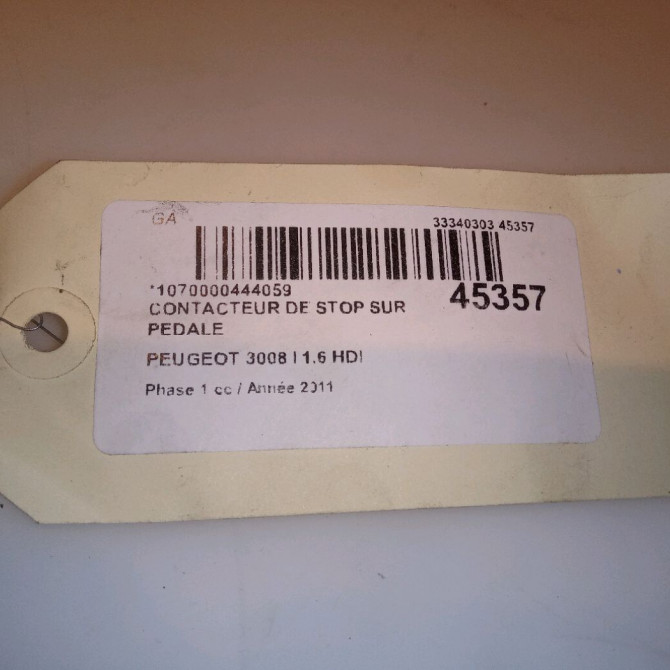 GA
33340303 45357
*1070000444059
45357
CONTACTEUR DE STOP SUR
PEDALE
PEUGEOT 3008 I 1.6 HDI
Phase 1 cc / Année 2011